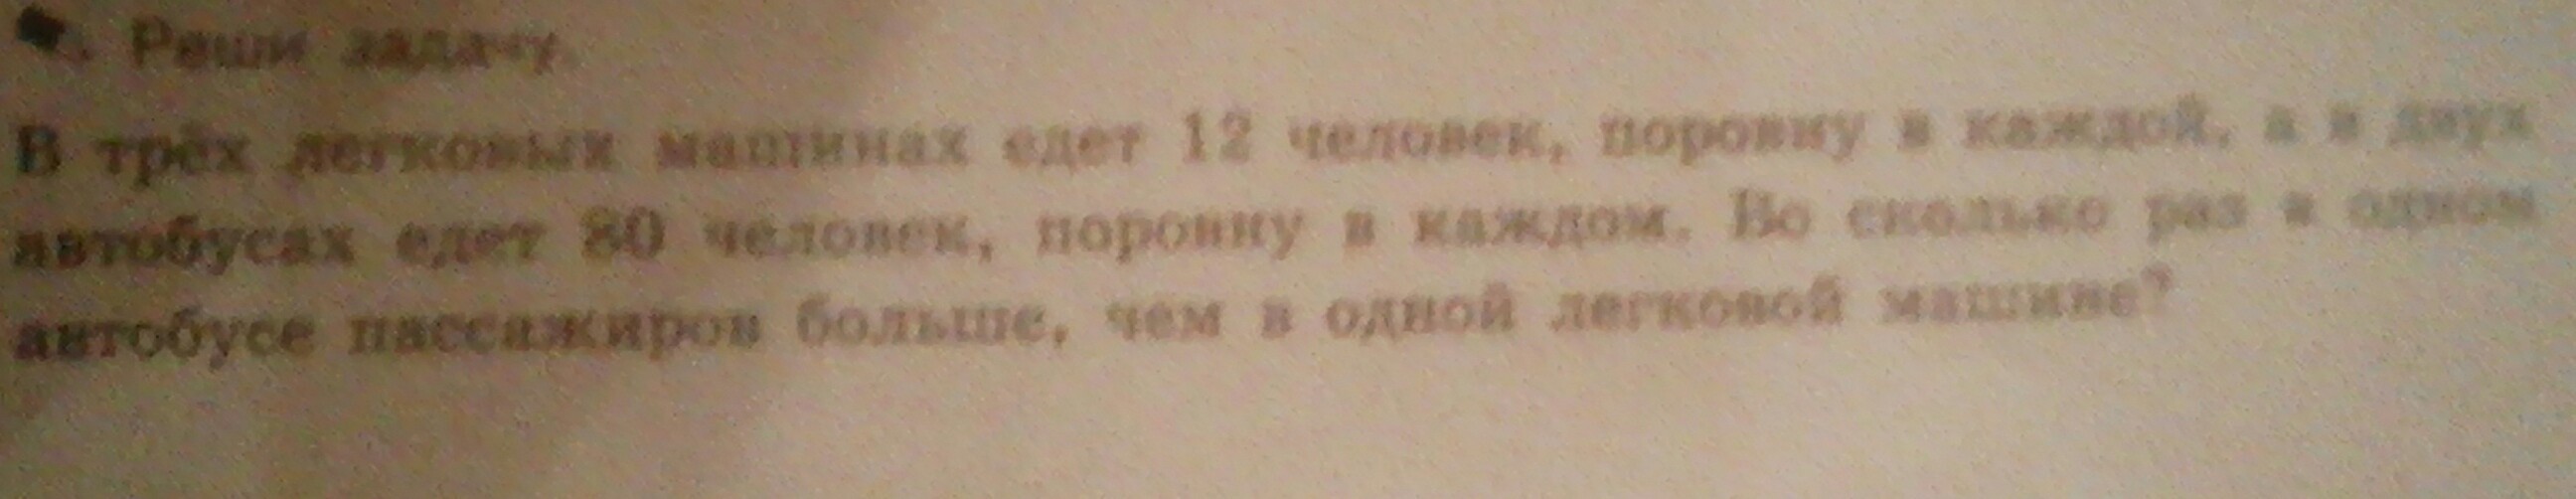 Реши задачу.
В трёх легковых машинах едет 12 человек, поровну в каждой, а в двух
автобусах едет 80 человек, поровну в каждом. Во сколько раз в одном
автобусе пассажиров больше, чем в одной легковой машине?